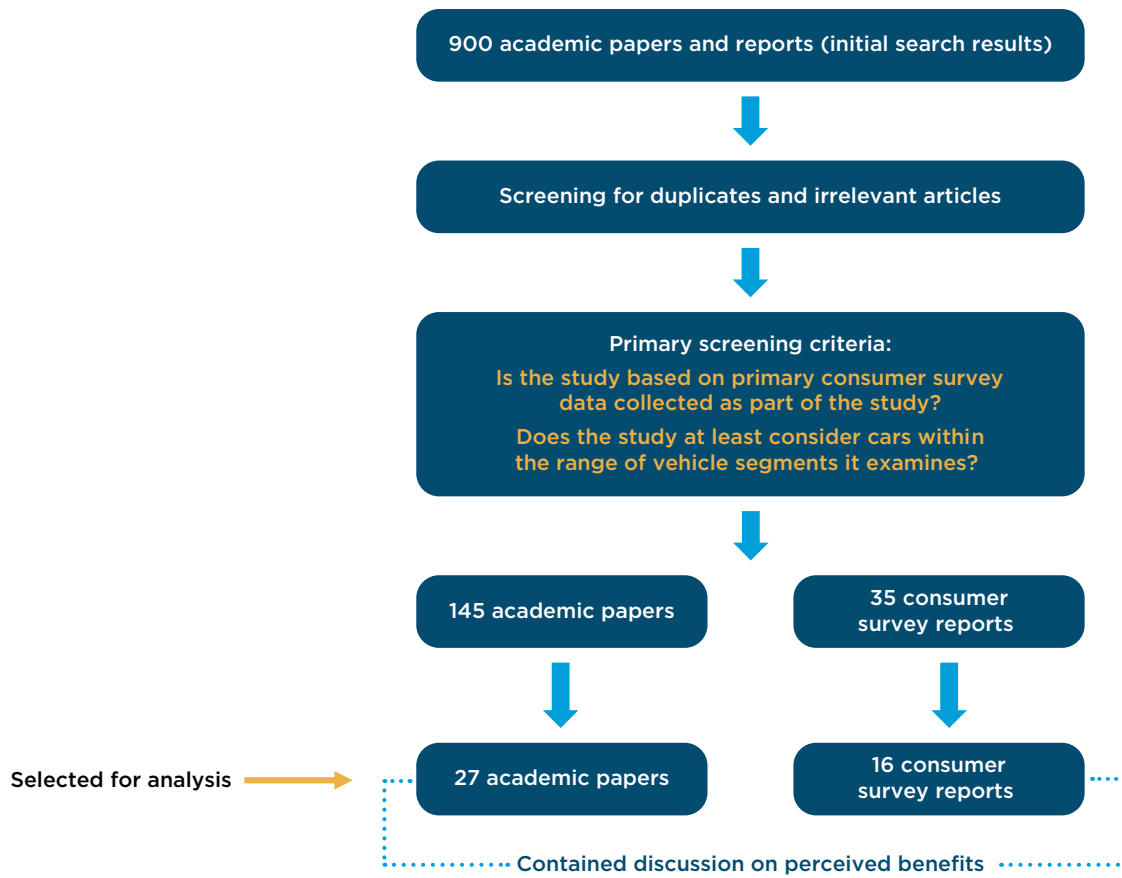 900 academic papers and reports (initial search results)
Screening for duplicates and irrelevant articles
Primary screening criteria:
Is the study based on primary consumer survey
data collected as part of the study?
Does the study at least consider cars within
the range of vehicle segments it examines?
145 academic papers
35 consumer
survey reports
Selected for analysis
27 academic papers
16 consumer
survey reports
Contained discussion on perceived benefits